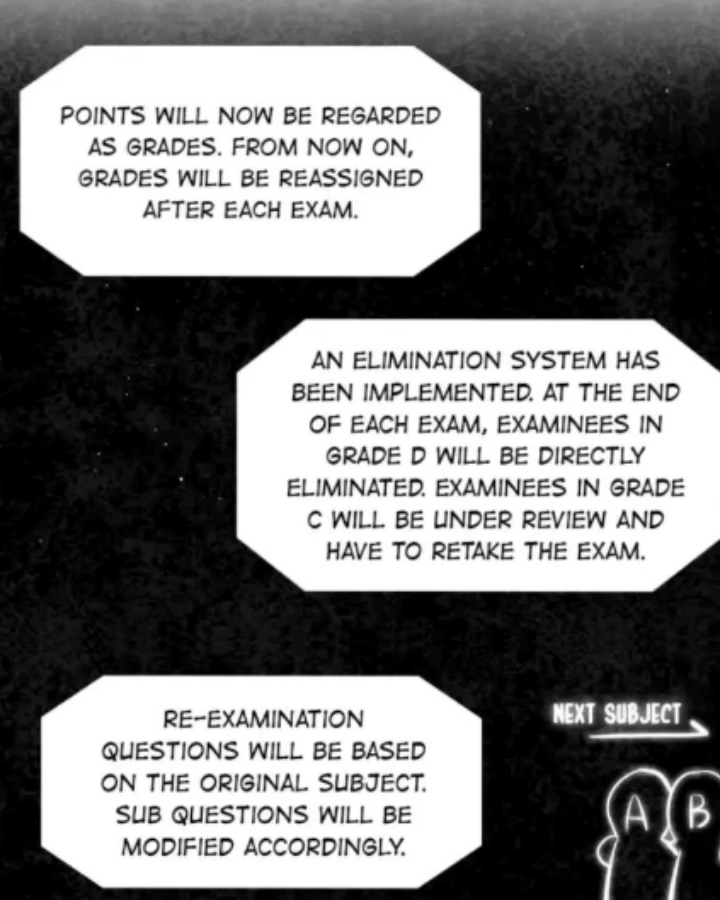 POINTS WILL NOW BE REGARDED
AS GRADES. FROM NOW ON,
GRADES WILL BE REASSIGNED
AFTER EACH EXAM.
AN ELIMINATION SYSTEM HAS
BEEN IMPLEMENTED. AT THE END
OF EACH EXAM, EXAMINEES IN
GRADE D WILL BE DIRECTLY
ELIMINATED. EXAMINEES IN GRADE
C WILL BE UNDER REVIEW AND
HAVE TO RETAKE THE EXAM.
RE-EXAMINATION
QUESTIONS WILL BE BASED
ON THE ORIGINAL SUBJECT.
SUB QUESTIONS WILL BE
MODIFIED ACCORDINGLY.
NEXT SUBJECT
A B